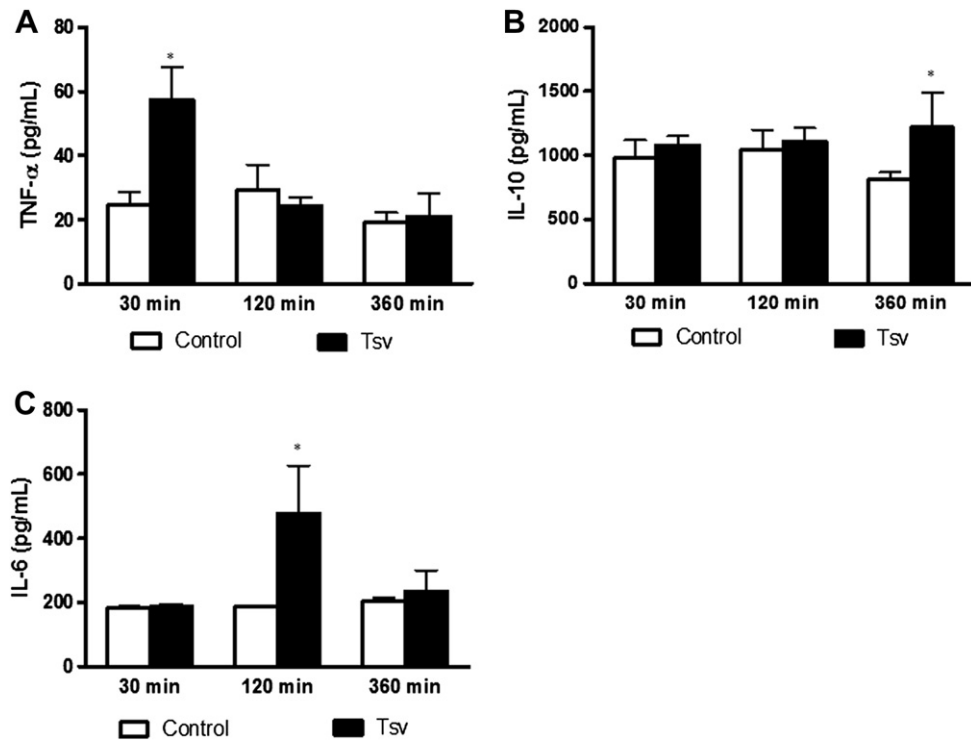 A
TNF-α (pg/mL)
80
60
40
20
0
*
30 min 120 min 360 min
Control Tsv
B
IL-10 (pg/mL)
2000
1500
1000
500
0
*
30 min 120 min 360 min
Control Tsv
C
IL-6 (pg/mL)
800
600
400
200
0
*
30 min 120 min 360 min
Control Tsv